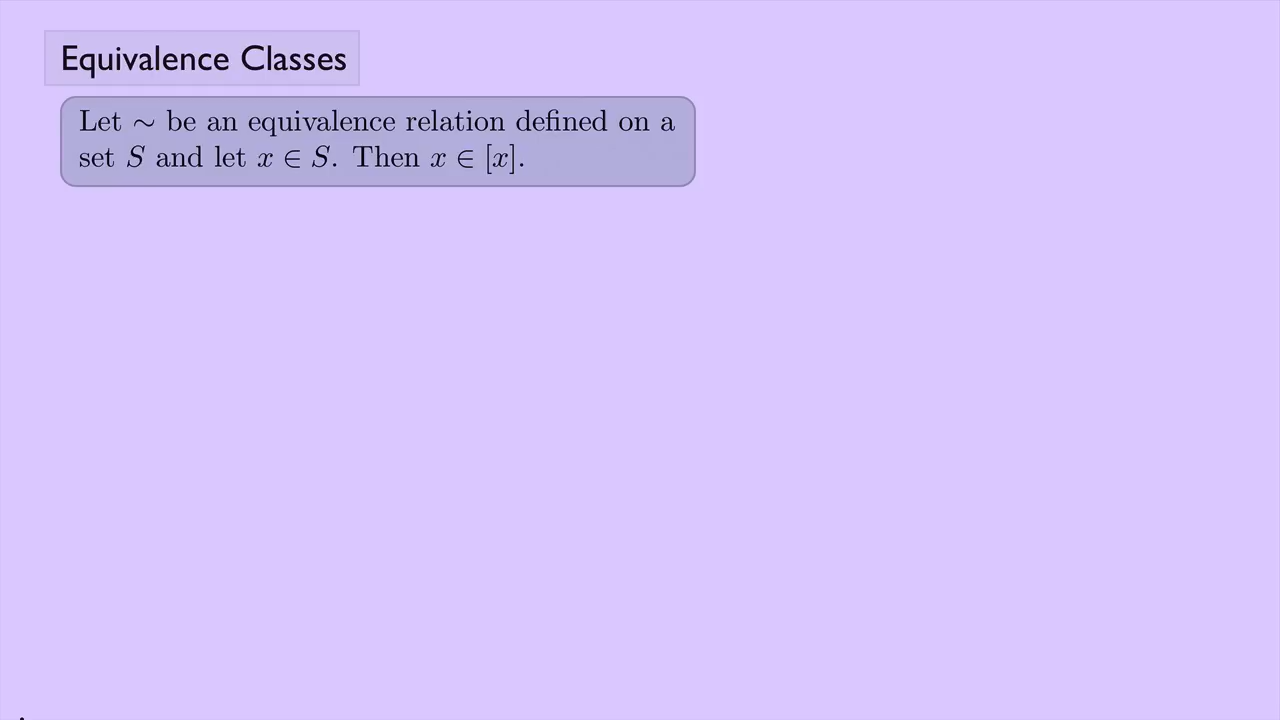 Equivalence Classes
Let ∼ be an equivalence relation defined on a
set S and let x ∈ S. Then x ∈ [x].